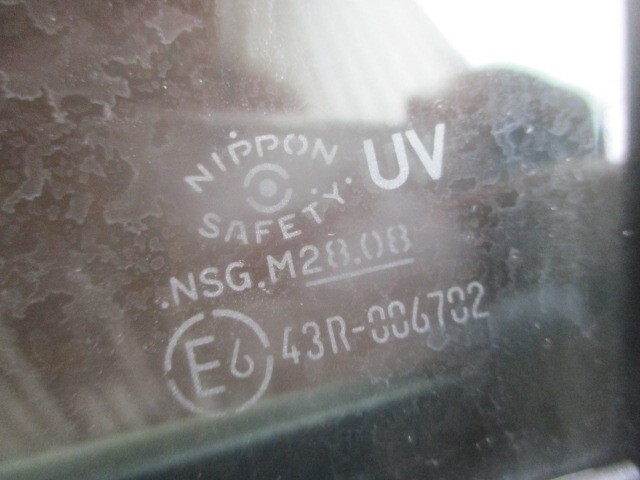 NIPPON UV
SAFETY
.NSG.M28.08
E6 43R-006702